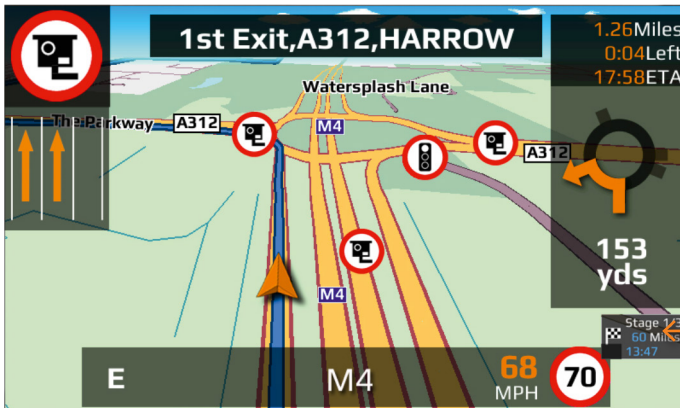 1st Exit,A312,HARROW
1.26Miles
0:04Left
17:58ETA
Watersplash Lane
The Parkway
A312
M4
A312
153
yds
M4
Stage 1/3
60 Miles
13:47
E
M4
68
MPH
70